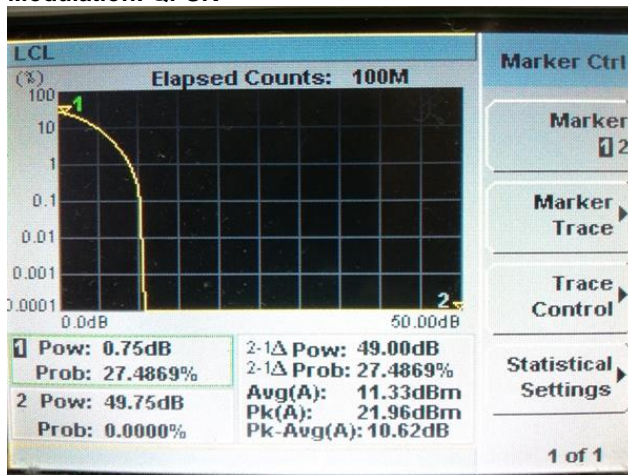 LCL
(%)
Elapsed Counts: 100M
100
1
10
1
0.1
0.01
0.001
0.0001
2
0.0dB
50.00dB
1 Pow: 0.75dB
Prob: 27.4869%
2 Pow: 49.75dB
Prob: 0.0000%
2-1Δ Pow: 49.00dB
2-1Δ Prob: 27.4869%
Avg(A): 11.33dBm
Pk(A): 21.96dBm
Pk-Avg(A): 10.62dB
Marker Ctrl
Marker
1 2
Marker
Trace
Trace
Control
Statistical
Settings
1 of 1